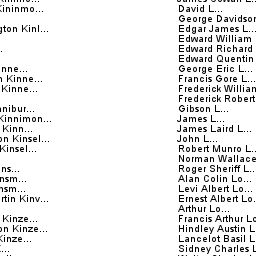 Kininmo... David L...
George Davidson
gton Kinl... Edgar James L...
Edward William
... Edward Richard
Edward Quentin
inne... George Eric L...
n Kinne... Francis Gore L...
Kinne... Frederick William
Frederick Robert
nnibur... Gibson L...
Kinnimon... James L...
Kinn... James Laird L...
on Kinsel... John L...
Kinsel... Robert Munro L...
Norman Wallace
ns... Roger Sheriff L...
nsm... Alan Colin Lo...
nsm... Levi Albert Lo...
rtin Kinv... Ernest Albert Lo
Arthur Lo...
Kinze... Francis Arthur Lo
on Kinze... Hindley Austin L
Kinze... Lancelot Basil L
... Sidney Charles L